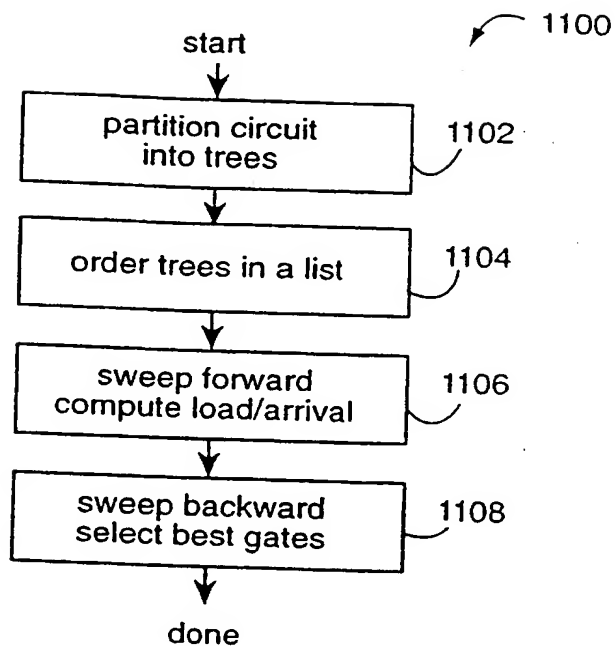 1100
start
partition circuit
into trees
1102
order trees in a list
1104
sweep forward
compute load/arrival
1106
sweep backward
select best gates
1108
done